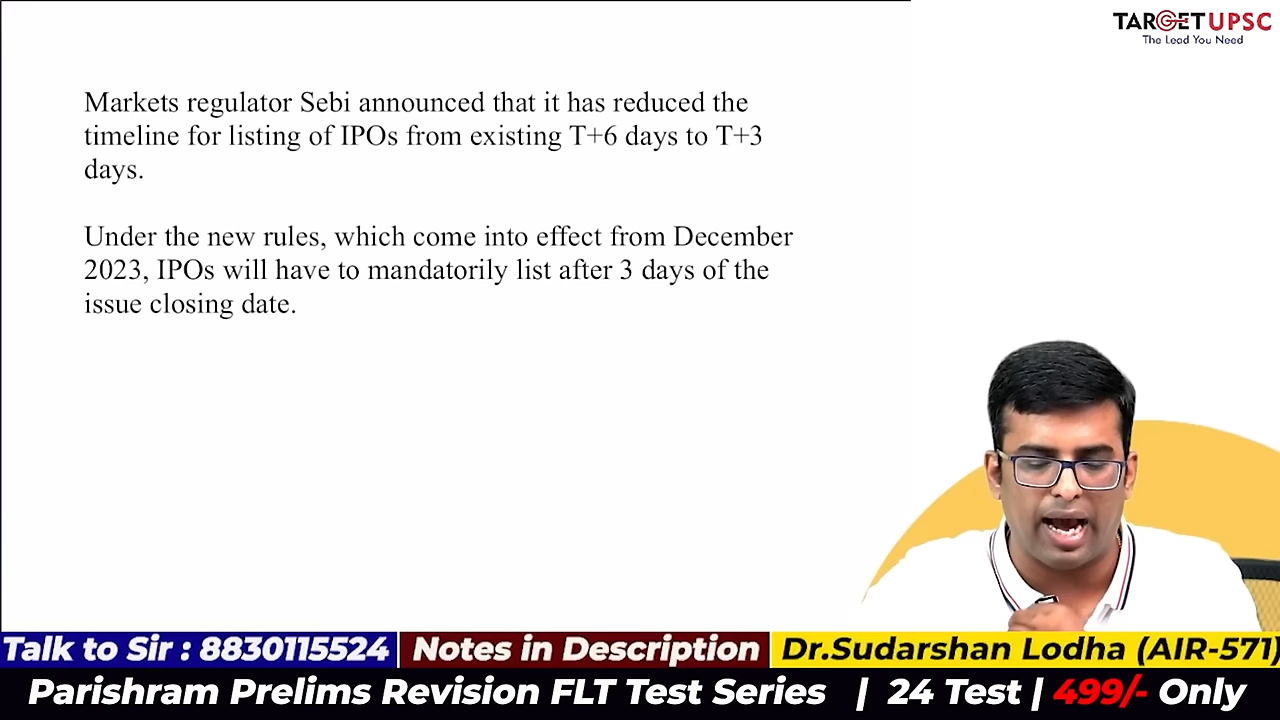 TARGET UPSC
The Lead You Need
Markets regulator Sebi announced that it has reduced the
timeline for listing of IPOs from existing T+6 days to T+3
days.
Under the new rules, which come into effect from December
2023, IPOs will have to mandatorily list after 3 days of the
issue closing date.
Talk to Sir : 8830115524
Notes in Description
Dr.Sudarshan Lodha (AIR-571)
Parishram Prelims Revision FLT Test Series | 24 Test | 499/- Only